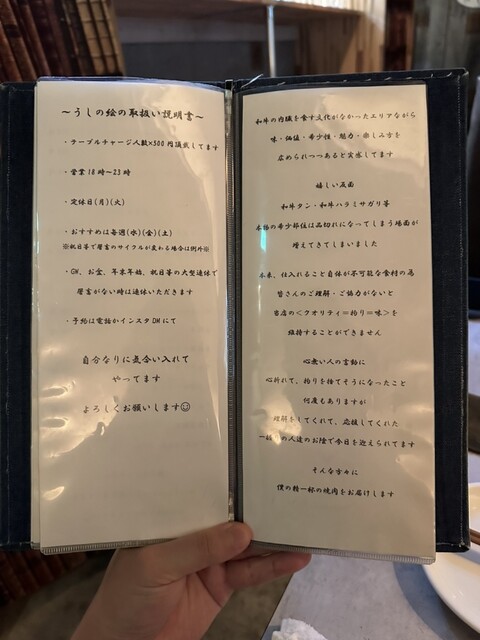 ～うしの絵の取扱い説明書～
・テーブルチャージ人数×500円頂戴してます
・営業18時～23時
・定休日(月)(火)
・おすすめは毎週(水)(金)(土)
※祝日等で屠畜のサイクルが変わる場合は例外※
・GW、お盆、年末年始、祝日等の大型連休で
屠畜がない時は連休いただきます
・予約は電話かインスタDMにて
自分なりに気合い入れて
やってます
よろしくお願いします☺
和牛の内臓を食す文化がなかったエリアながら
味・価値・希少性・魅力・楽しみ方を
広められつつあると実感してます
嬉しい反面
和牛タン・和牛ハラミサガリ等
本物の希少部位は品切れになってしまう場面が
増えてきてしまいました
本来、仕入れること自体が不可能な食材の為
皆さんのご理解・ご協力がないと
当店の＜クオリティ＝拘り＝味＞を
維持することができません
心無い人の言動に
心折れて、拘りを捨てそうになったこと
何度もありますが
理解をしてくれて、応援してくれた
一握りの人達のお陰で今日を迎えられてます
そんな方々に
僕の精一杯の焼肉をお届けします